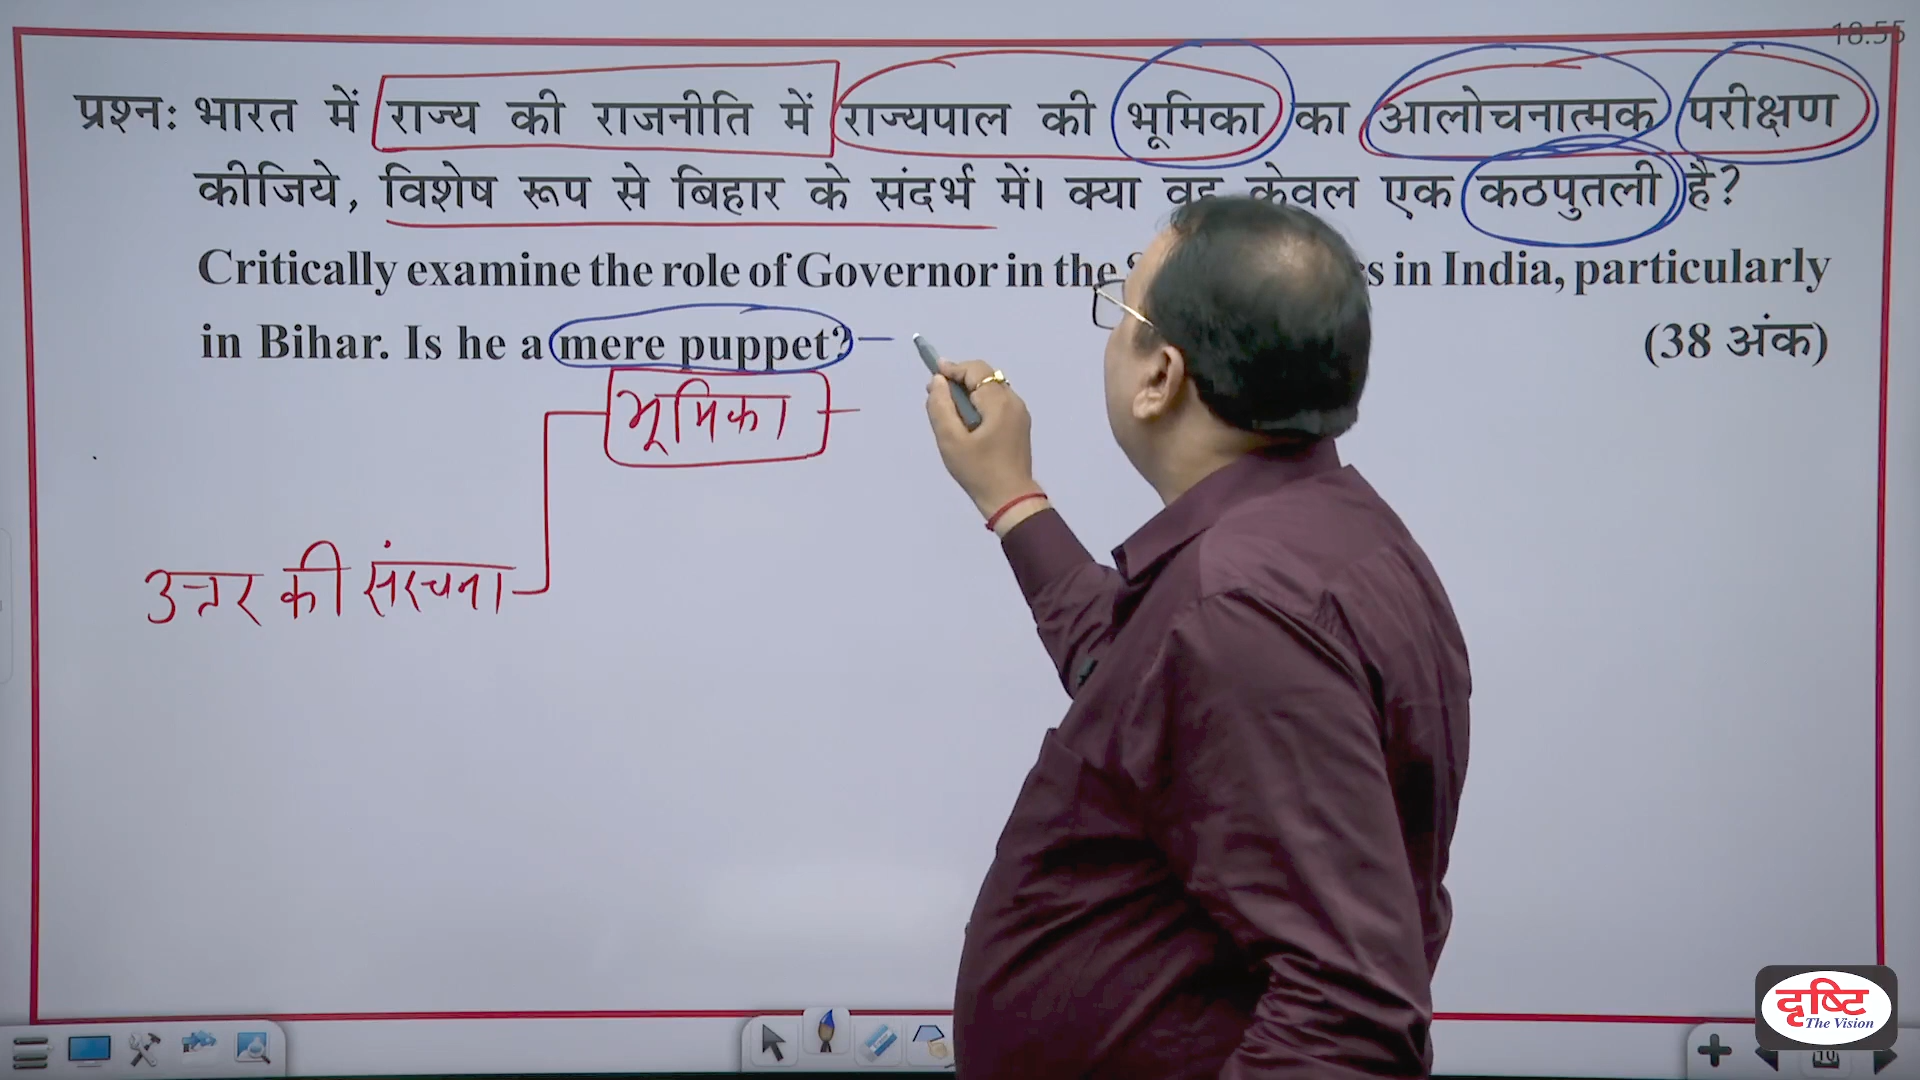 18:55
प्रश्न: भारत में राज्य की राजनीति में राज्यपाल की भूमिका का आलोचनात्मक परीक्षण
कीजिये, विशेष रूप से बिहार के संदर्भ में। क्या वह केवल एक कठपुतली है?
Critically examine the role of Governor in the s in India, particularly
in Bihar. Is he a mere puppet? (38 अंक)
भूमिका
उत्तर की संरचना
दृष्टि
The Vision
10